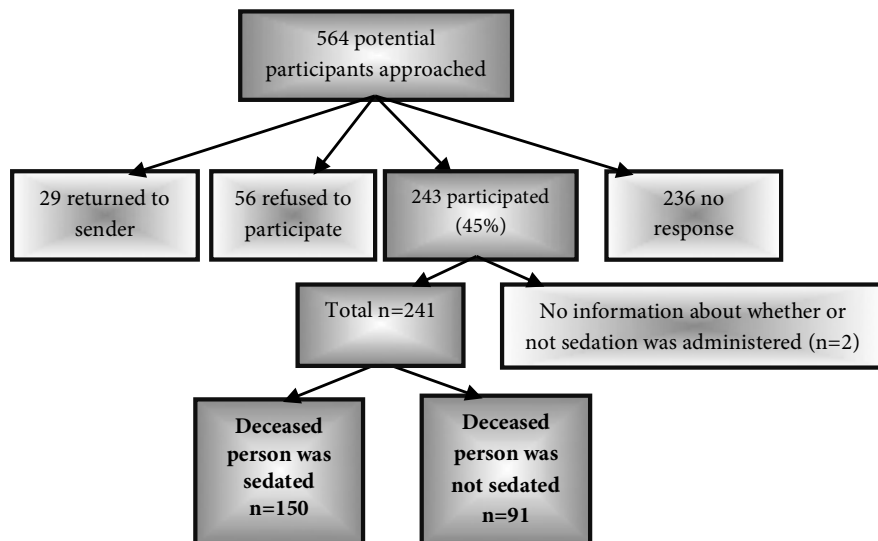 564 potential
participants approached
29 returned to
sender
56 refused to
participate
243 participated
(45%)
236 no
response
Total n=241
No information about whether or
not sedation was administered (n=2)
Deceased
person was
sedated
n=150
Deceased
person was
not sedated
n=91